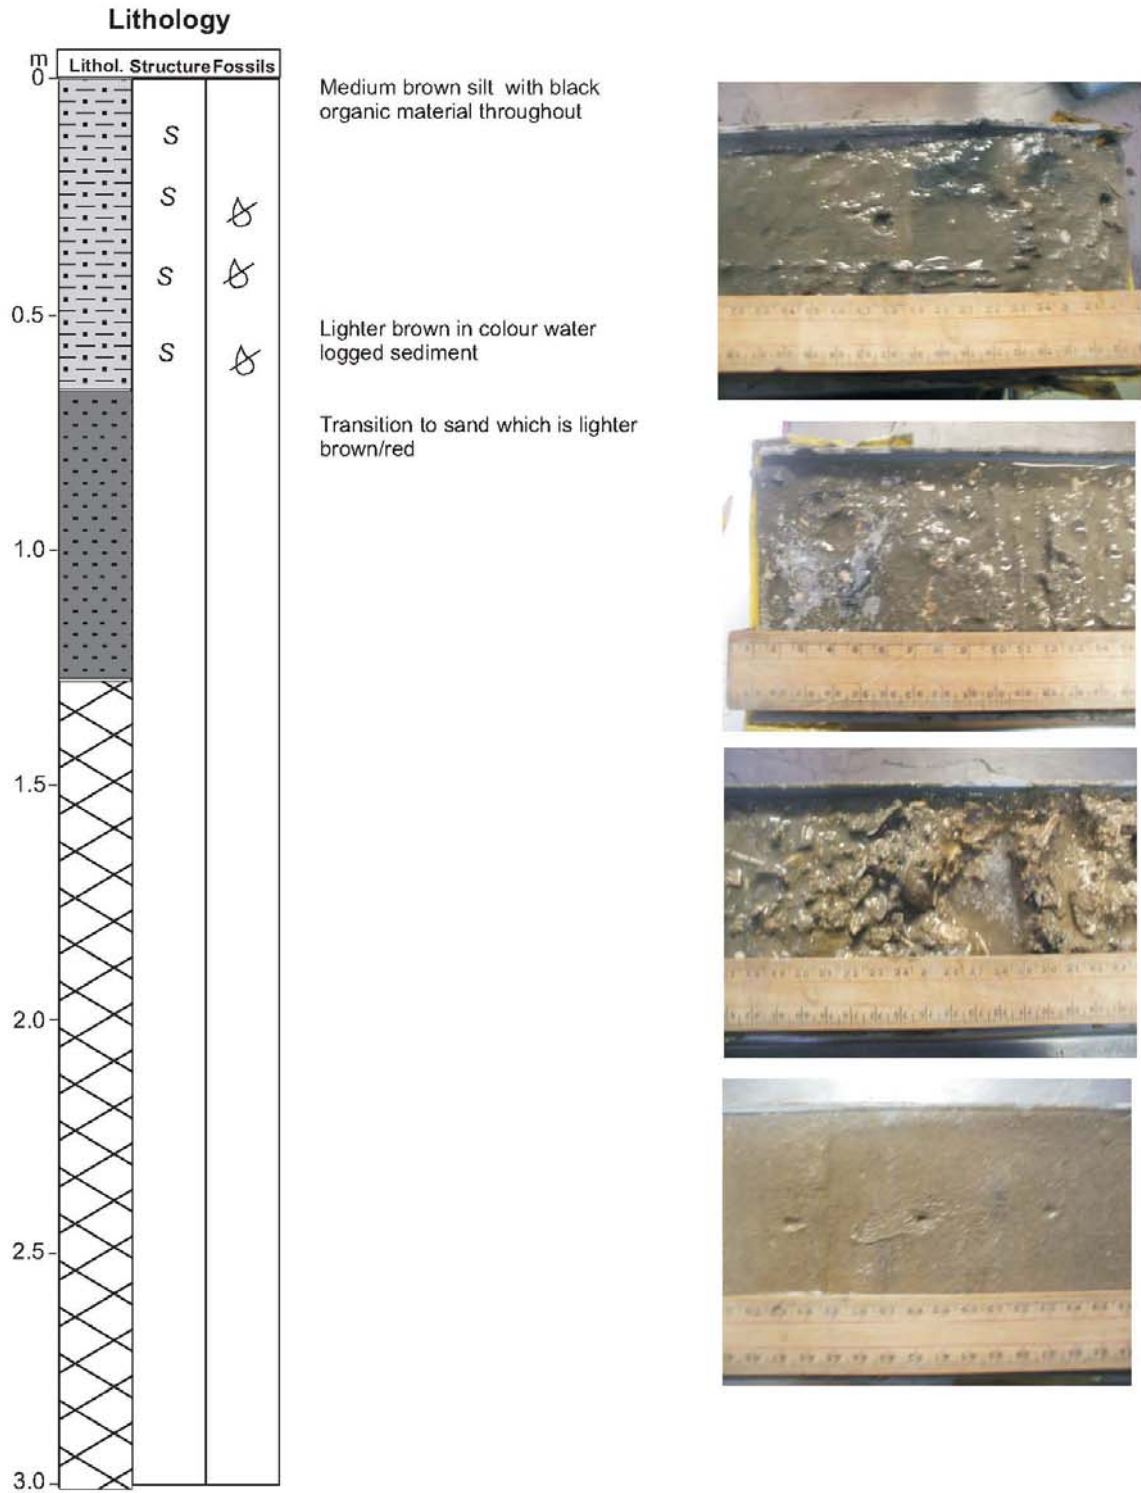 Lithology
m
Lithol. Structure Fossils
0
Medium brown silt with black
organic material throughout
S
S
S
0.5
Lighter brown in colour water
logged sediment
S
Transition to sand which is lighter
brown/red
1.0
1.5
2.0
2.5
3.0